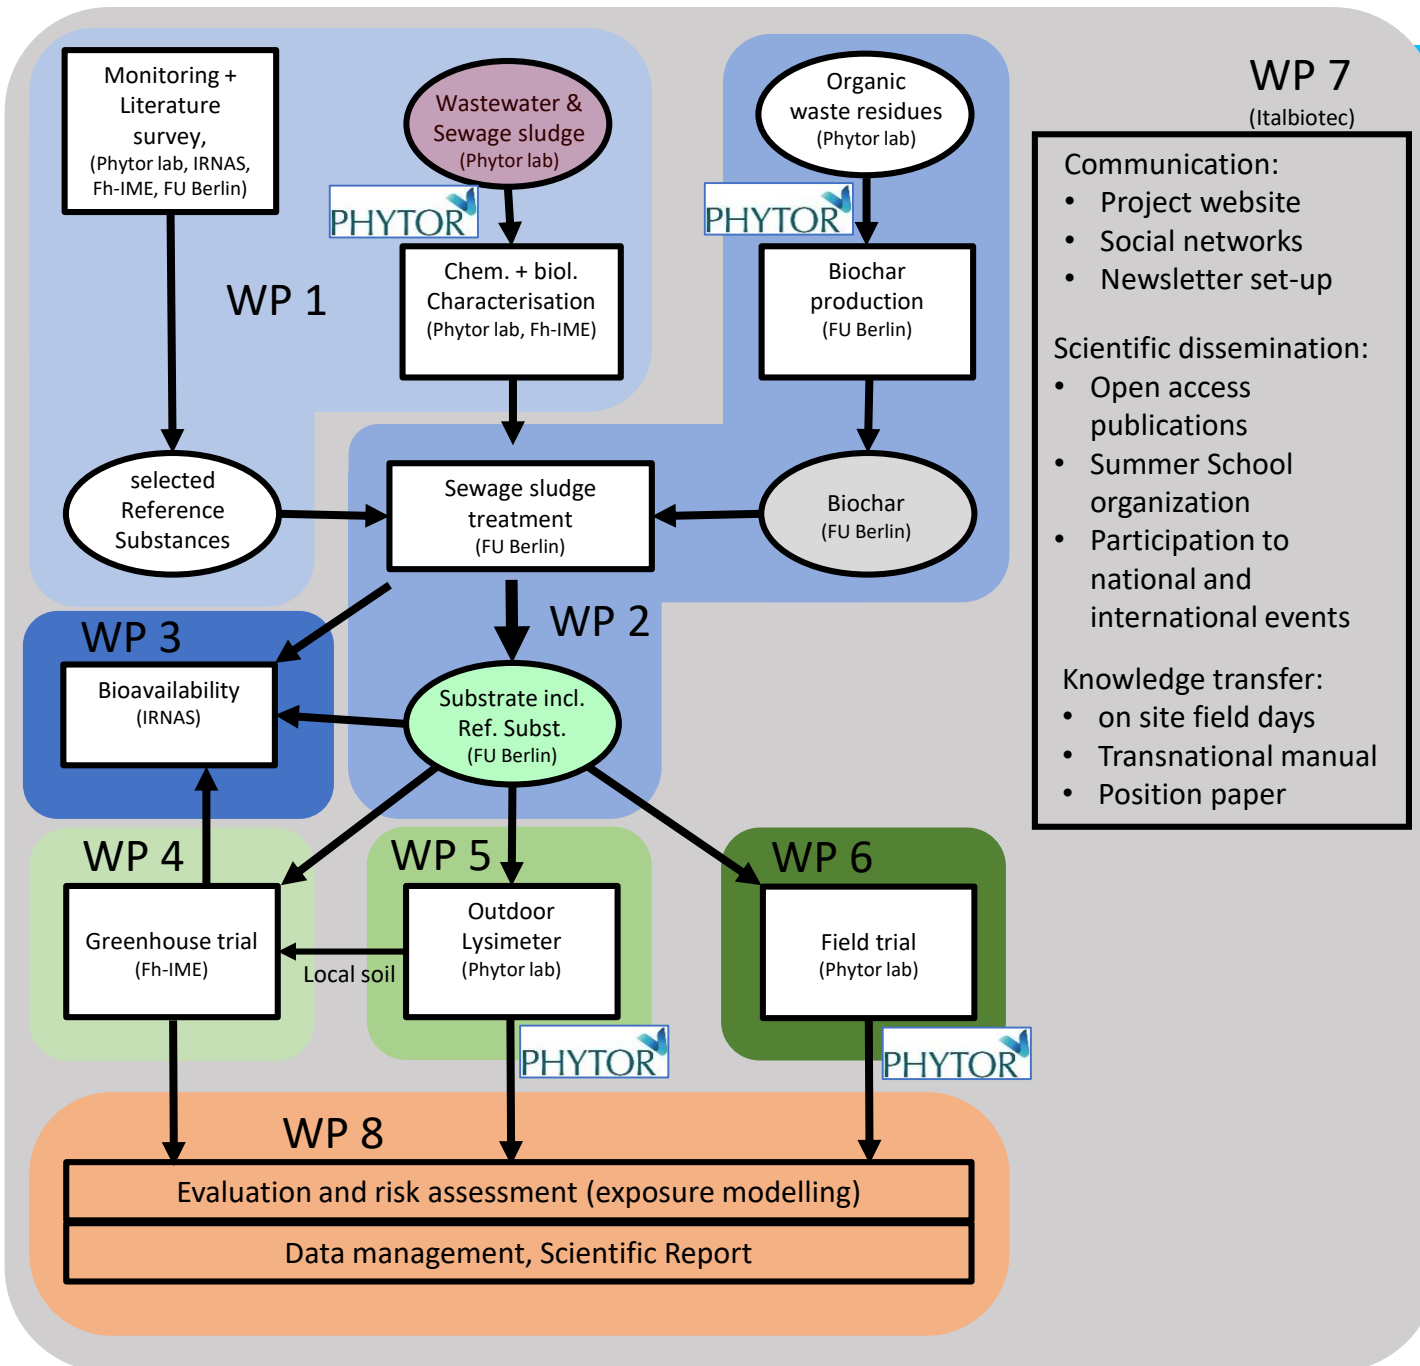 Monitoring +
Literature
survey,
(Phytor lab, IRNAS,
Fh-IME, FU Berlin)
Wastewater &
Sewage sludge
(Phytor lab)
Organic
waste residues
(Phytor lab)
PHYTOR
PHYTOR
WP 1
Chem. + biol.
Characterisation
(Phytor lab, Fh-IME)
Biochar
production
(FU Berlin)
selected
Reference
Substances
Sewage sludge
treatment
(FU Berlin)
Biochar
(FU Berlin)
WP 2
WP 3
Bioavailability
(IRNAS)
Substrate incl.
Ref. Subst.
(FU Berlin)
WP 4
Greenhouse trial
(Fh-IME)
Local soil
WP 5
Outdoor
Lysimeter
(Phytor lab)
PHYTOR
WP 6
Field trial
(Phytor lab)
PHYTOR
WP 8
Evaluation and risk assessment (exposure modelling)
Data management, Scientific Report
WP 7
(Italbiotec)
Communication:
• Project website
• Social networks
• Newsletter set-up
Scientific dissemination:
• Open access
publications
• Summer School
organization
• Participation to
national and
international events
Knowledge transfer:
• on site field days
• Transnational manual
• Position paper